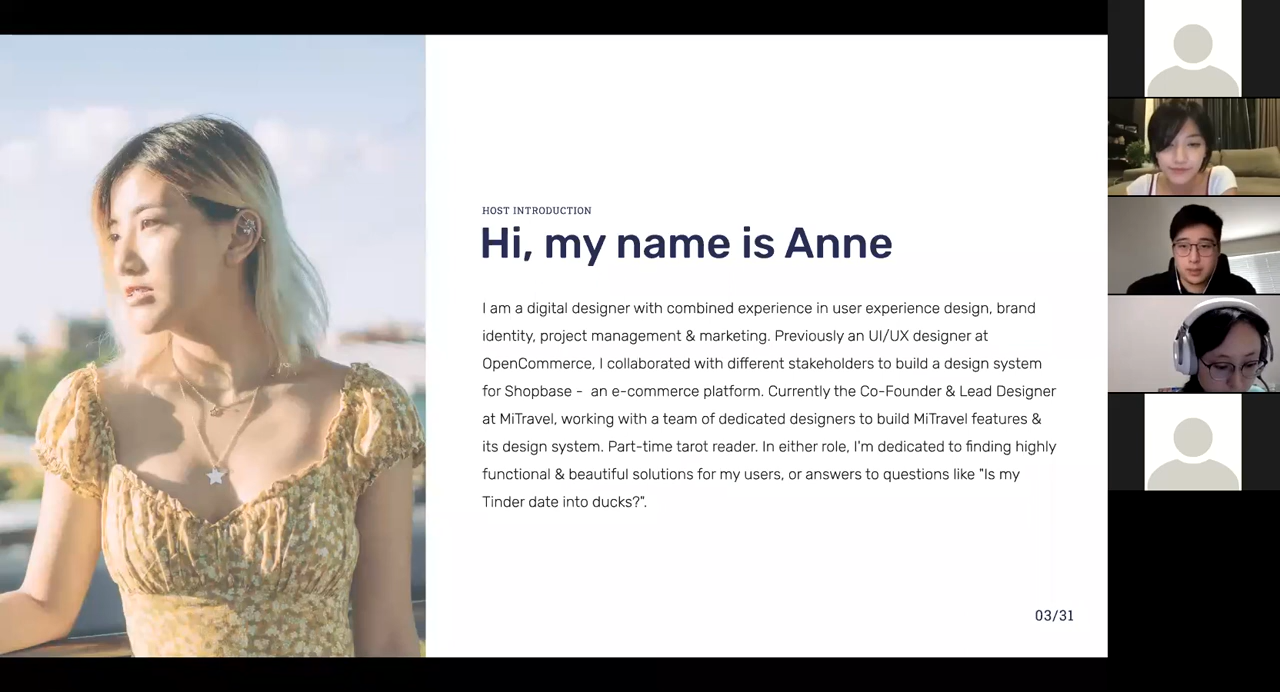 HOST INTRODUCTION
Hi, my name is Anne
I am a digital designer with combined experience in user experience design, brand
identity, project management & marketing. Previously an UI/UX designer at
OpenCommerce, I collaborated with different stakeholders to build a design system
for Shopbase - an e-commerce platform. Currently the Co-Founder & Lead Designer
at MiTravel, working with a team of dedicated designers to build MiTravel features &
its design system. Part-time tarot reader. In either role, I'm dedicated to finding highly
functional & beautiful solutions for my users, or answers to questions like "Is my
Tinder date into ducks?".
03/31